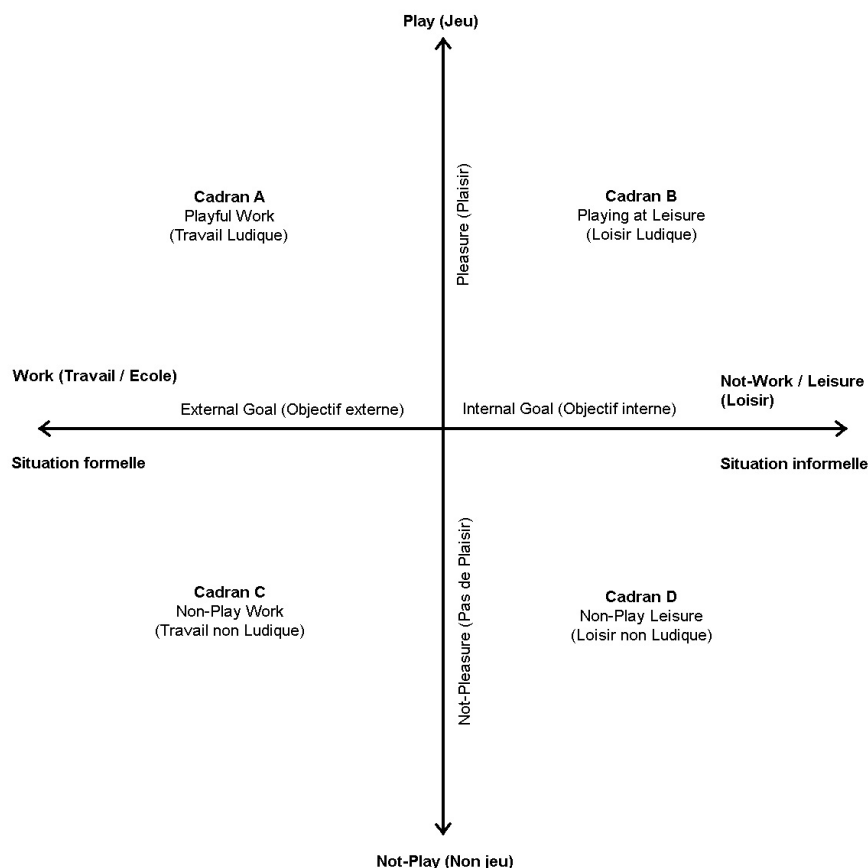 Play (Jeu)
Pleasure (Plaisir)
Cadran A
Playful Work
(Travail Ludique)
Cadran B
Playing at Leisure
(Loisir Ludique)
Work (Travail / Ecole)
Not-Work / Leisure
(Loisir)
External Goal (Objectif externe)
Internal Goal (Objectif interne)
Situation formelle
Situation informelle
Not-Pleasure (Pas de Plaisir)
Cadran C
Non-Play Work
(Travail non Ludique)
Cadran D
Non-Play Leisure
(Loisir non Ludique)
Not-Play (Non jeu)